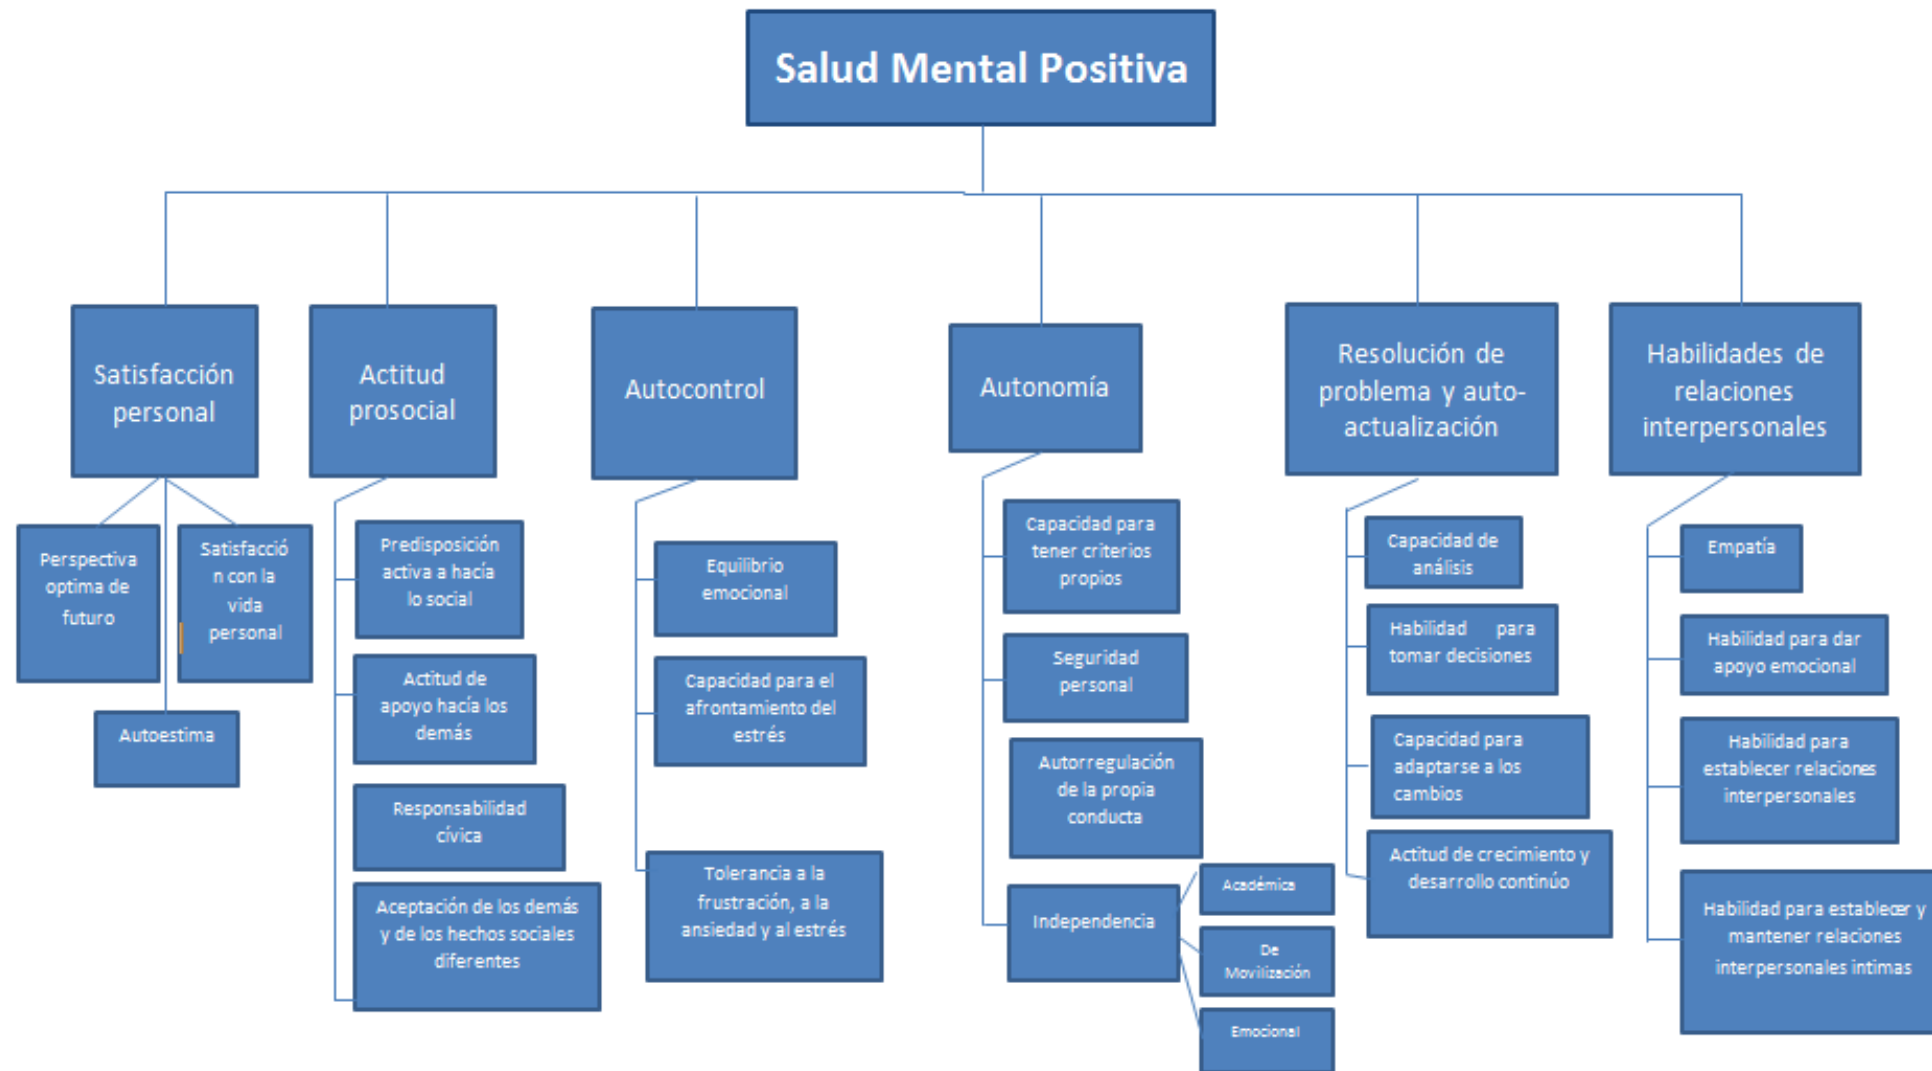 Salud Mental Positiva
Satisfacción
personal
Actitud
prosocial
Autocontrol
Autonomía
Resolución de
problema y auto-
actualización
Habilidades de
relaciones
interpersonales
Perspectiva
optima de
futuro
Satisfacció
n con la
vida
personal
Autoestima
Predisposición
activa a hacía
lo social
Actitud de
apoyo hacía los
demás
Responsabilidad
cívica
Aceptación de los demás
y de los hechos sociales
diferentes
Equilibrio
emocional
Capacidad para el
afrontamiento del
estrés
Tolerancia a la
frustración, a la
ansiedad y al estrés
Capacidad para
tener criterios
propios
Seguridad
personal
Autorregulación
de la propia
conducta
Independencia
Académica
De
Movilización
Emocional
Capacidad de
análisis
Habilidad para
tomar decisiones
Capacidad para
adaptarse a los
cambios
Actitud de crecimiento y
desarrollo continúo
Empatía
Habilidad para dar
apoyo emocional
Habilidad para
establecer relaciones
interpersonales
Habilidad para establecer y
mantener relaciones
interpersonales intimas